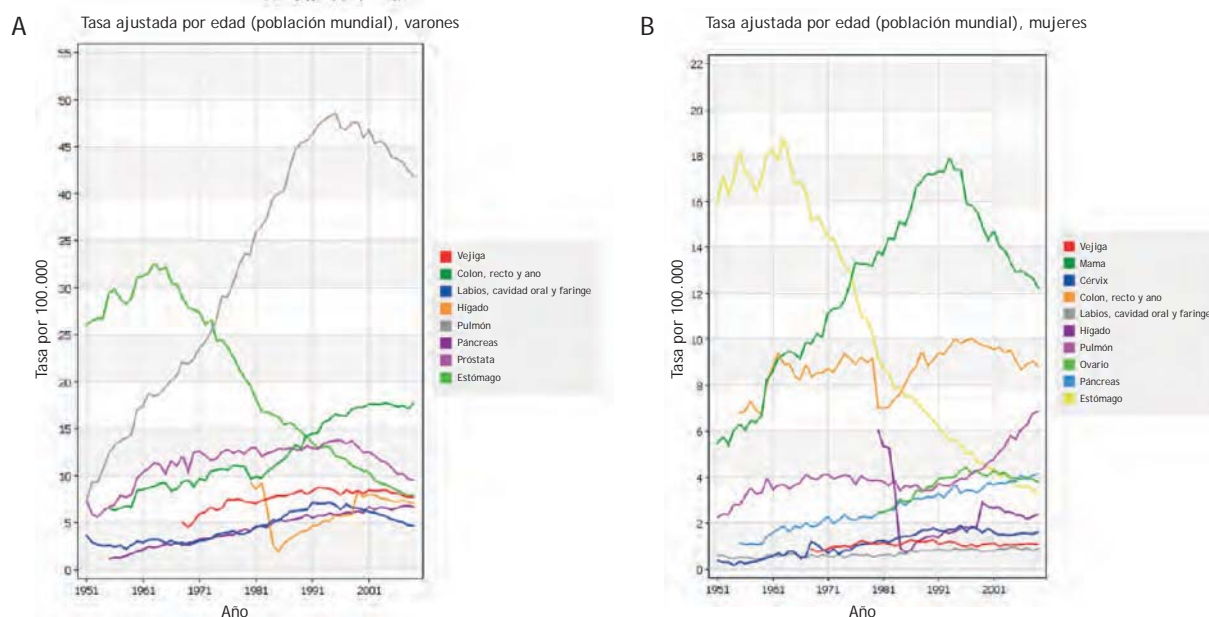 A
Tasa ajustada por edad (población mundial), varones
Tasa por 100.000
55
50
45
40
35
30
25
20
15
10
5
0
1951 1961 1971 1981 1991 2001
Año
Vejiga
Colon, recto y ano
Labios, cavidad oral y faringe
Hígado
Pulmón
Páncreas
Próstata
Estómago
B
Tasa ajustada por edad (población mundial), mujeres
Tasa por 100.000
22
20
18
16
14
12
10
8
6
4
2
0
1951 1961 1971 1981 1991 2001
Año
Vejiga
Mama
Cérvix
Colon, recto y ano
Labios, cavidad oral y faringe
Hígado
Pulmón
Ovario
Páncreas
Estómago